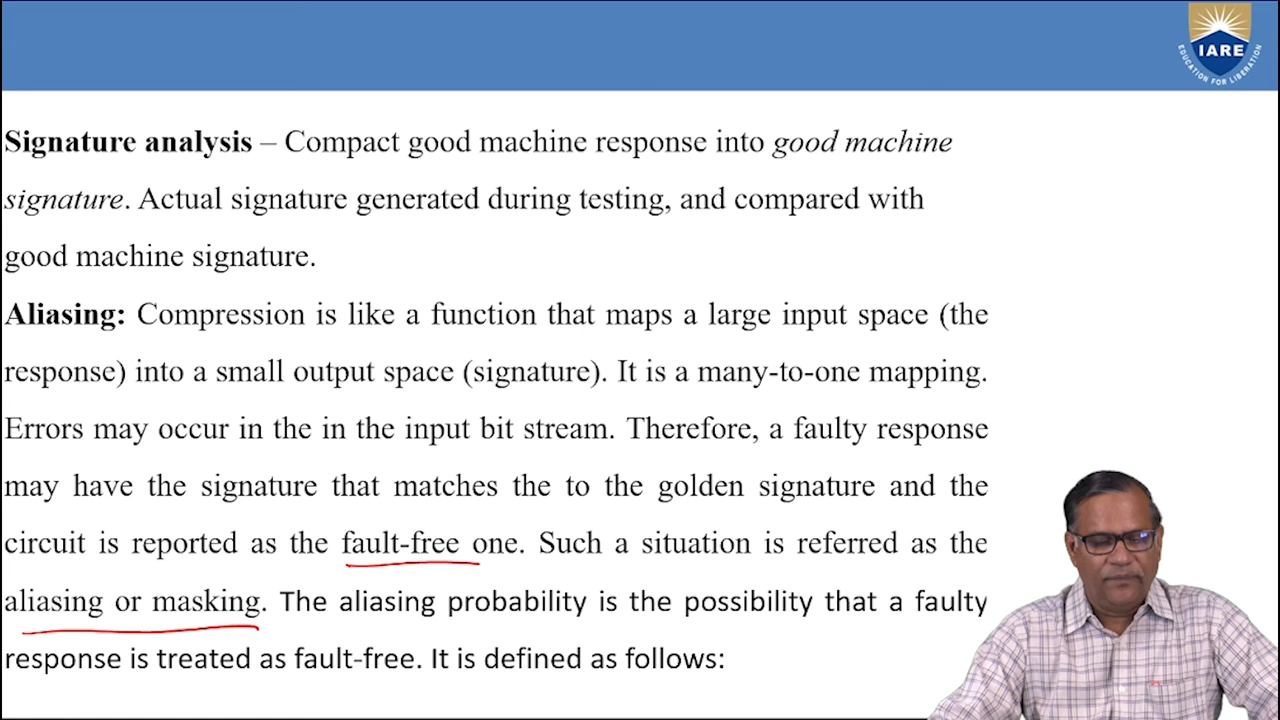 IARE
EDUCATION FOR LIBERATION
Signature analysis – Compact good machine response into good machine
signature. Actual signature generated during testing, and compared with
good machine signature.
Aliasing: Compression is like a function that maps a large input space (the
response) into a small output space (signature). It is a many-to-one mapping.
Errors may occur in the in the input bit stream. Therefore, a faulty response
may have the signature that matches the to the golden signature and the
circuit is reported as the fault-free one. Such a situation is referred as the
aliasing or masking. The aliasing probability is the possibility that a faulty
response is treated as fault-free. It is defined as follows: